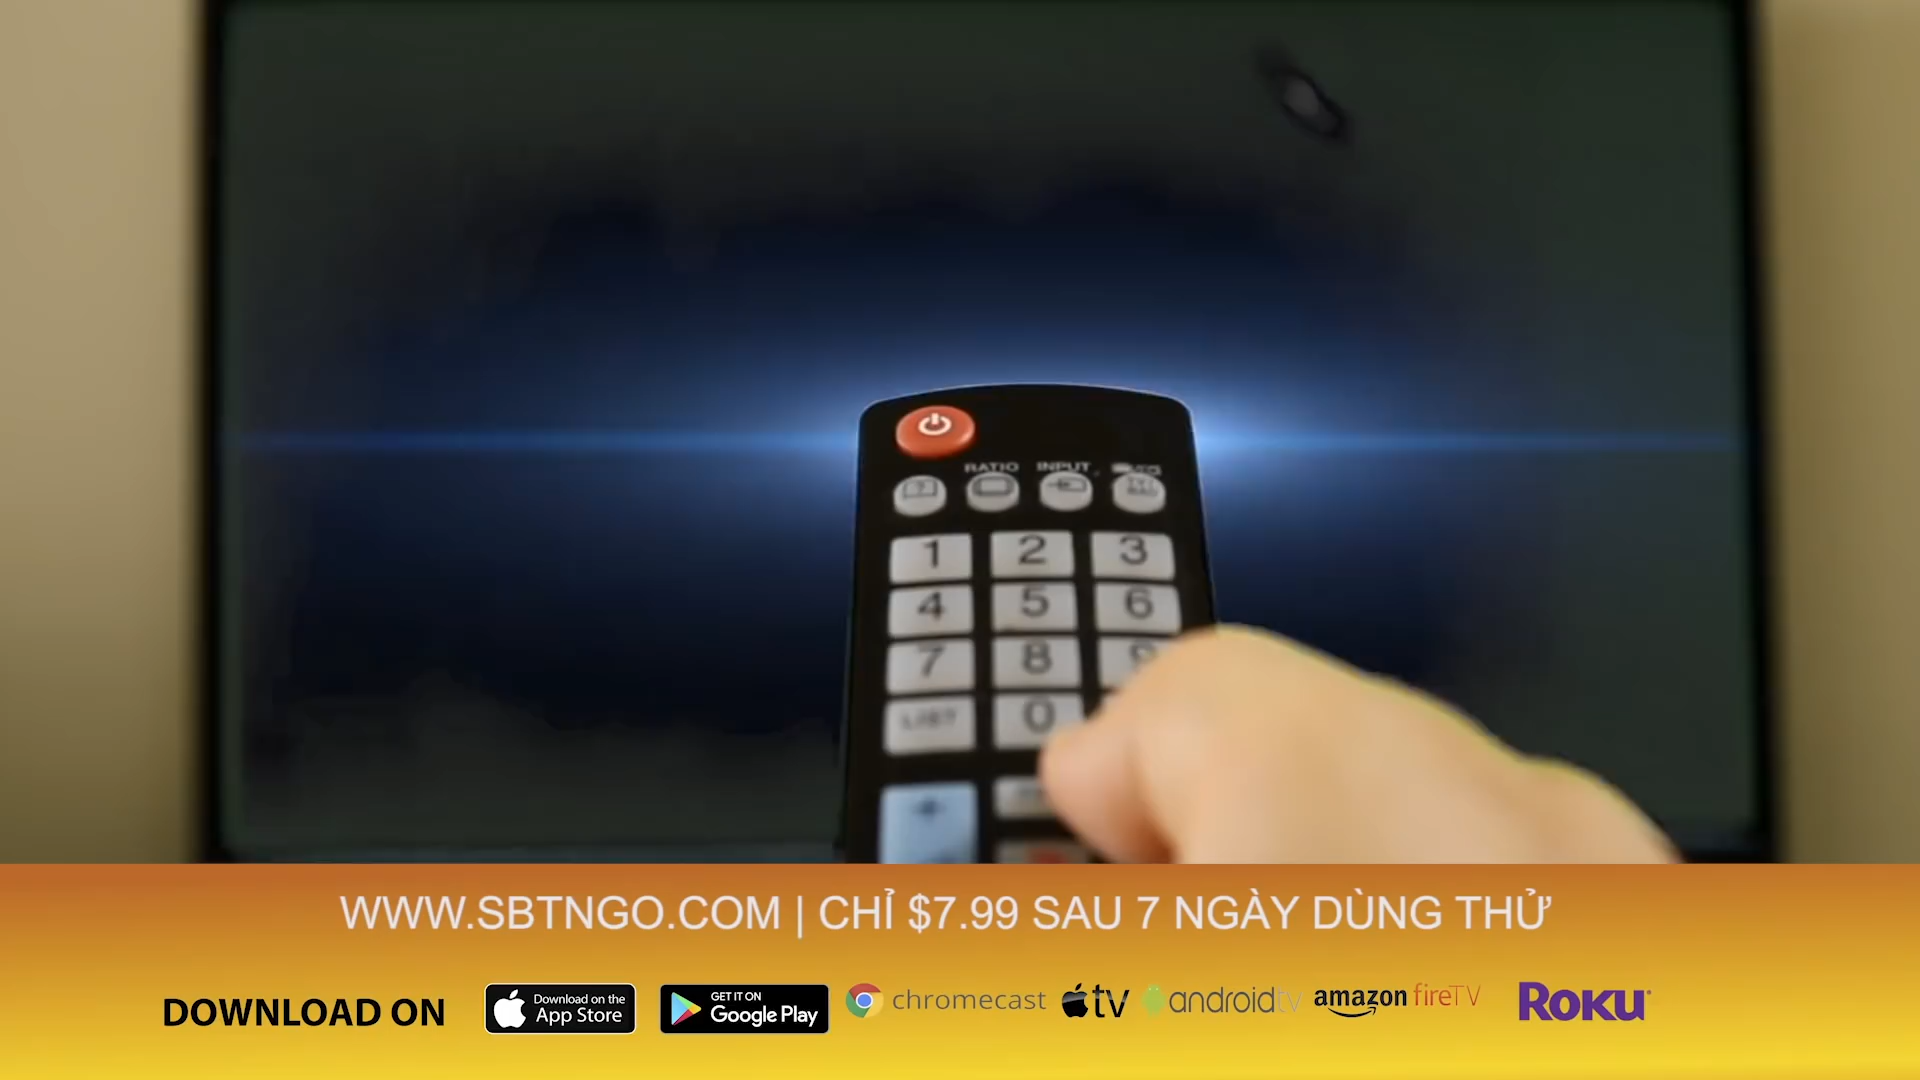 RATIO INPUT
1 2 3
4 5 6
7 8 9
LIST 0
WWW.SBTNGO.COM | CHỈ $7.99 SAU 7 NGÀY DÙNG THỬ
DOWNLOAD ON
Download on the
App Store
GET IT ON
Google Play
chromecast
tv
androidtv
amazon fireTV
ROKU